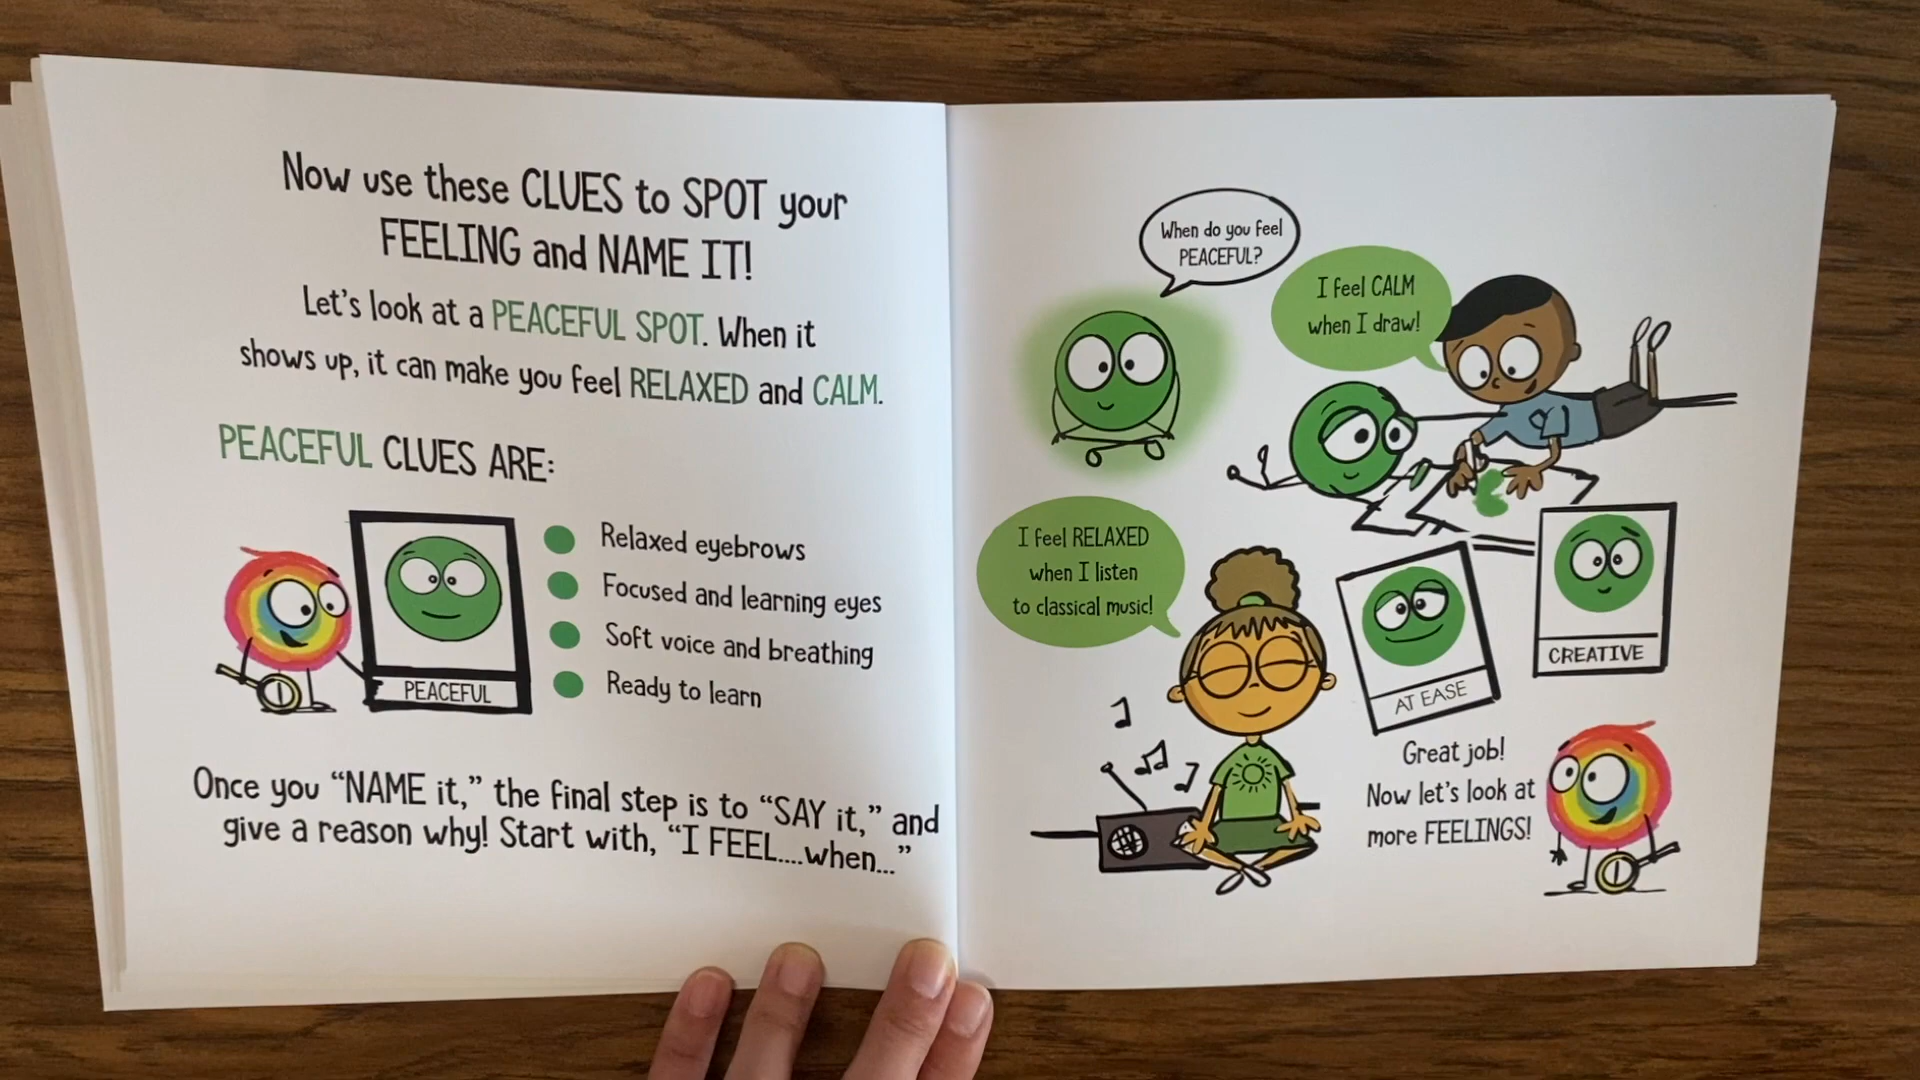 Now use these CLUES to SPOT your
FEELING and NAME IT!
Let's look at a PEACEFUL SPOT. When it
shows up, it can make you feel RELAXED and CALM.
PEACEFUL CLUES ARE:
Relaxed eyebrows
Focused and learning eyes
Soft voice and breathing
Ready to learn
PEACEFUL
Once you "NAME it," the final step is to "SAY it," and
give a reason why! Start with, "I FEEL....when..."
When do you feel
PEACEFUL?
I feel CALM
when I draw!
I feel RELAXED
when I listen
to classical music!
AT EASE
CREATIVE
Great job!
Now let's look at
more FEELINGS!